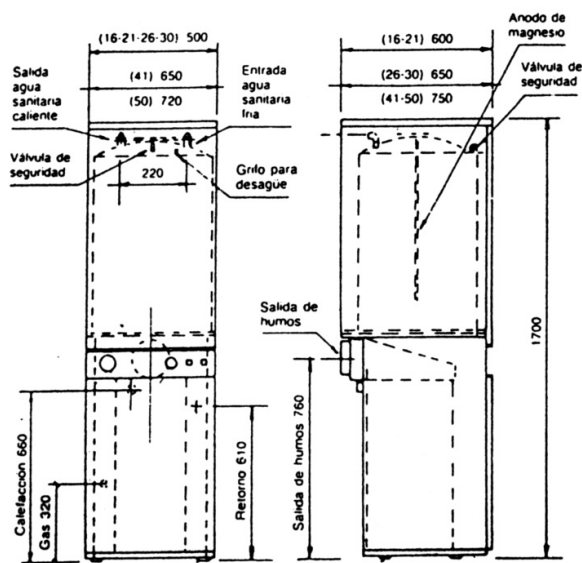 (16-21-26-30) 500
(41) 650
(50) 720
Salida
agua
sanitaria
caliente
Entrada
agua
sanitaria
fria
Válvula de
seguridad
220
Grifo para
desagüe
Calefacción 660
Gas 320
Retorno 610
(16-21) 600
(26-30) 650
(41-50) 750
Anodo de
magnesio
Válvula de
seguridad
Salida de
humos
Salida de humos 760
1700